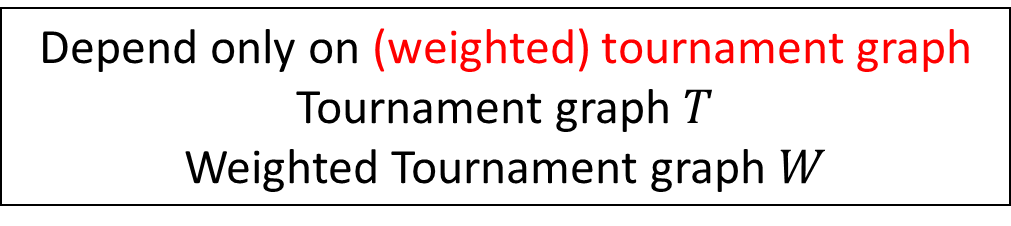 Depend only on (weighted) tournament graph
Tournament graph T
Weighted Tournament graph W